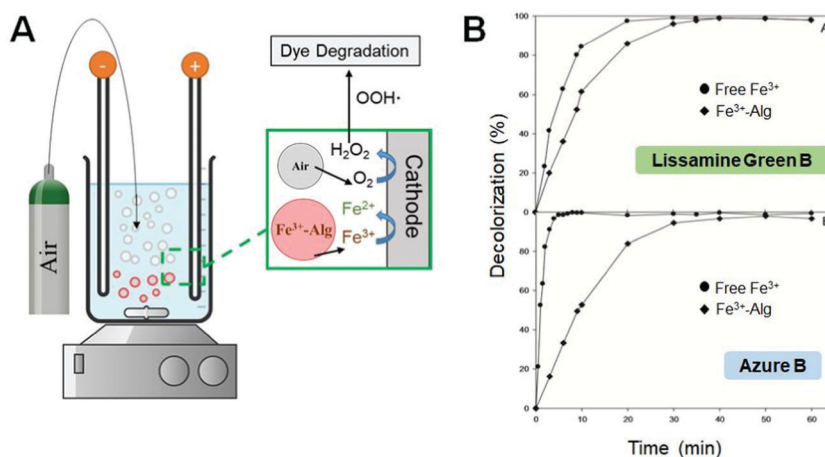 A
-
+
Air
Dye Degradation
OOH·
H₂O₂
Air
O₂
Fe²⁺
Fe³⁺-Alg
Fe³⁺
Cathode
B
Decolorization (%)
100
80
60
40
20
0
A
Free Fe³⁺
Fe³⁺-Alg
Lissamine Green B
80
60
40
20
0
Free Fe³⁺
Fe³⁺-Alg
Azure B
0 10 20 30 40 50 60
Time (min)